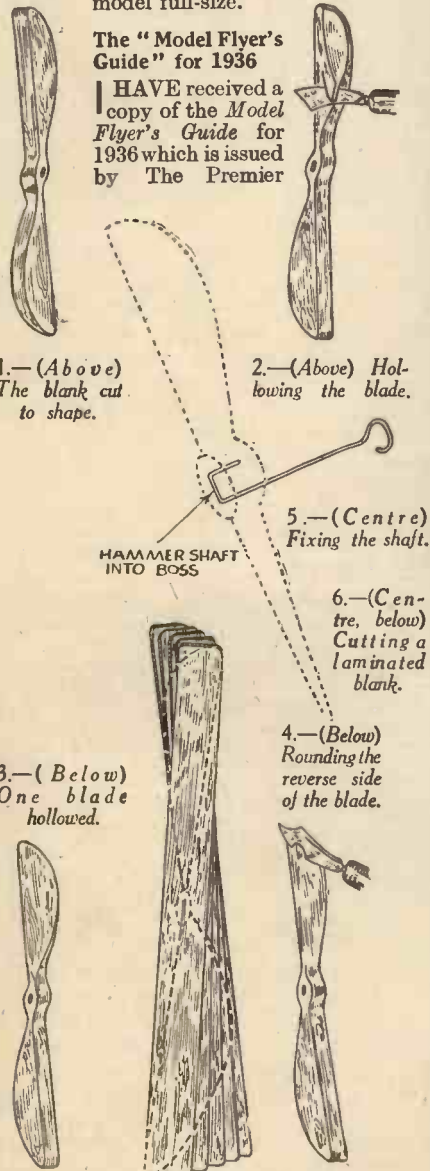 model full-size.
The "Model Flyer's
Guide" for 1936
I HAVE received a
copy of the Model
Flyer's Guide for
1936 which is issued
by The Premier
1.—(Above)
The blank cut
to shape.
2.—(Above) Hol-
lowing the blade.
HAMMER SHAFT
INTO BOSS
5.—(Centre)
Fixing the shaft.
6.—(Cen-
tre, below)
Cutting a
laminated
blank.
3.—(Below)
One blade
hollowed.
4.—(Below)
Rounding the
reverse side
of the blade.